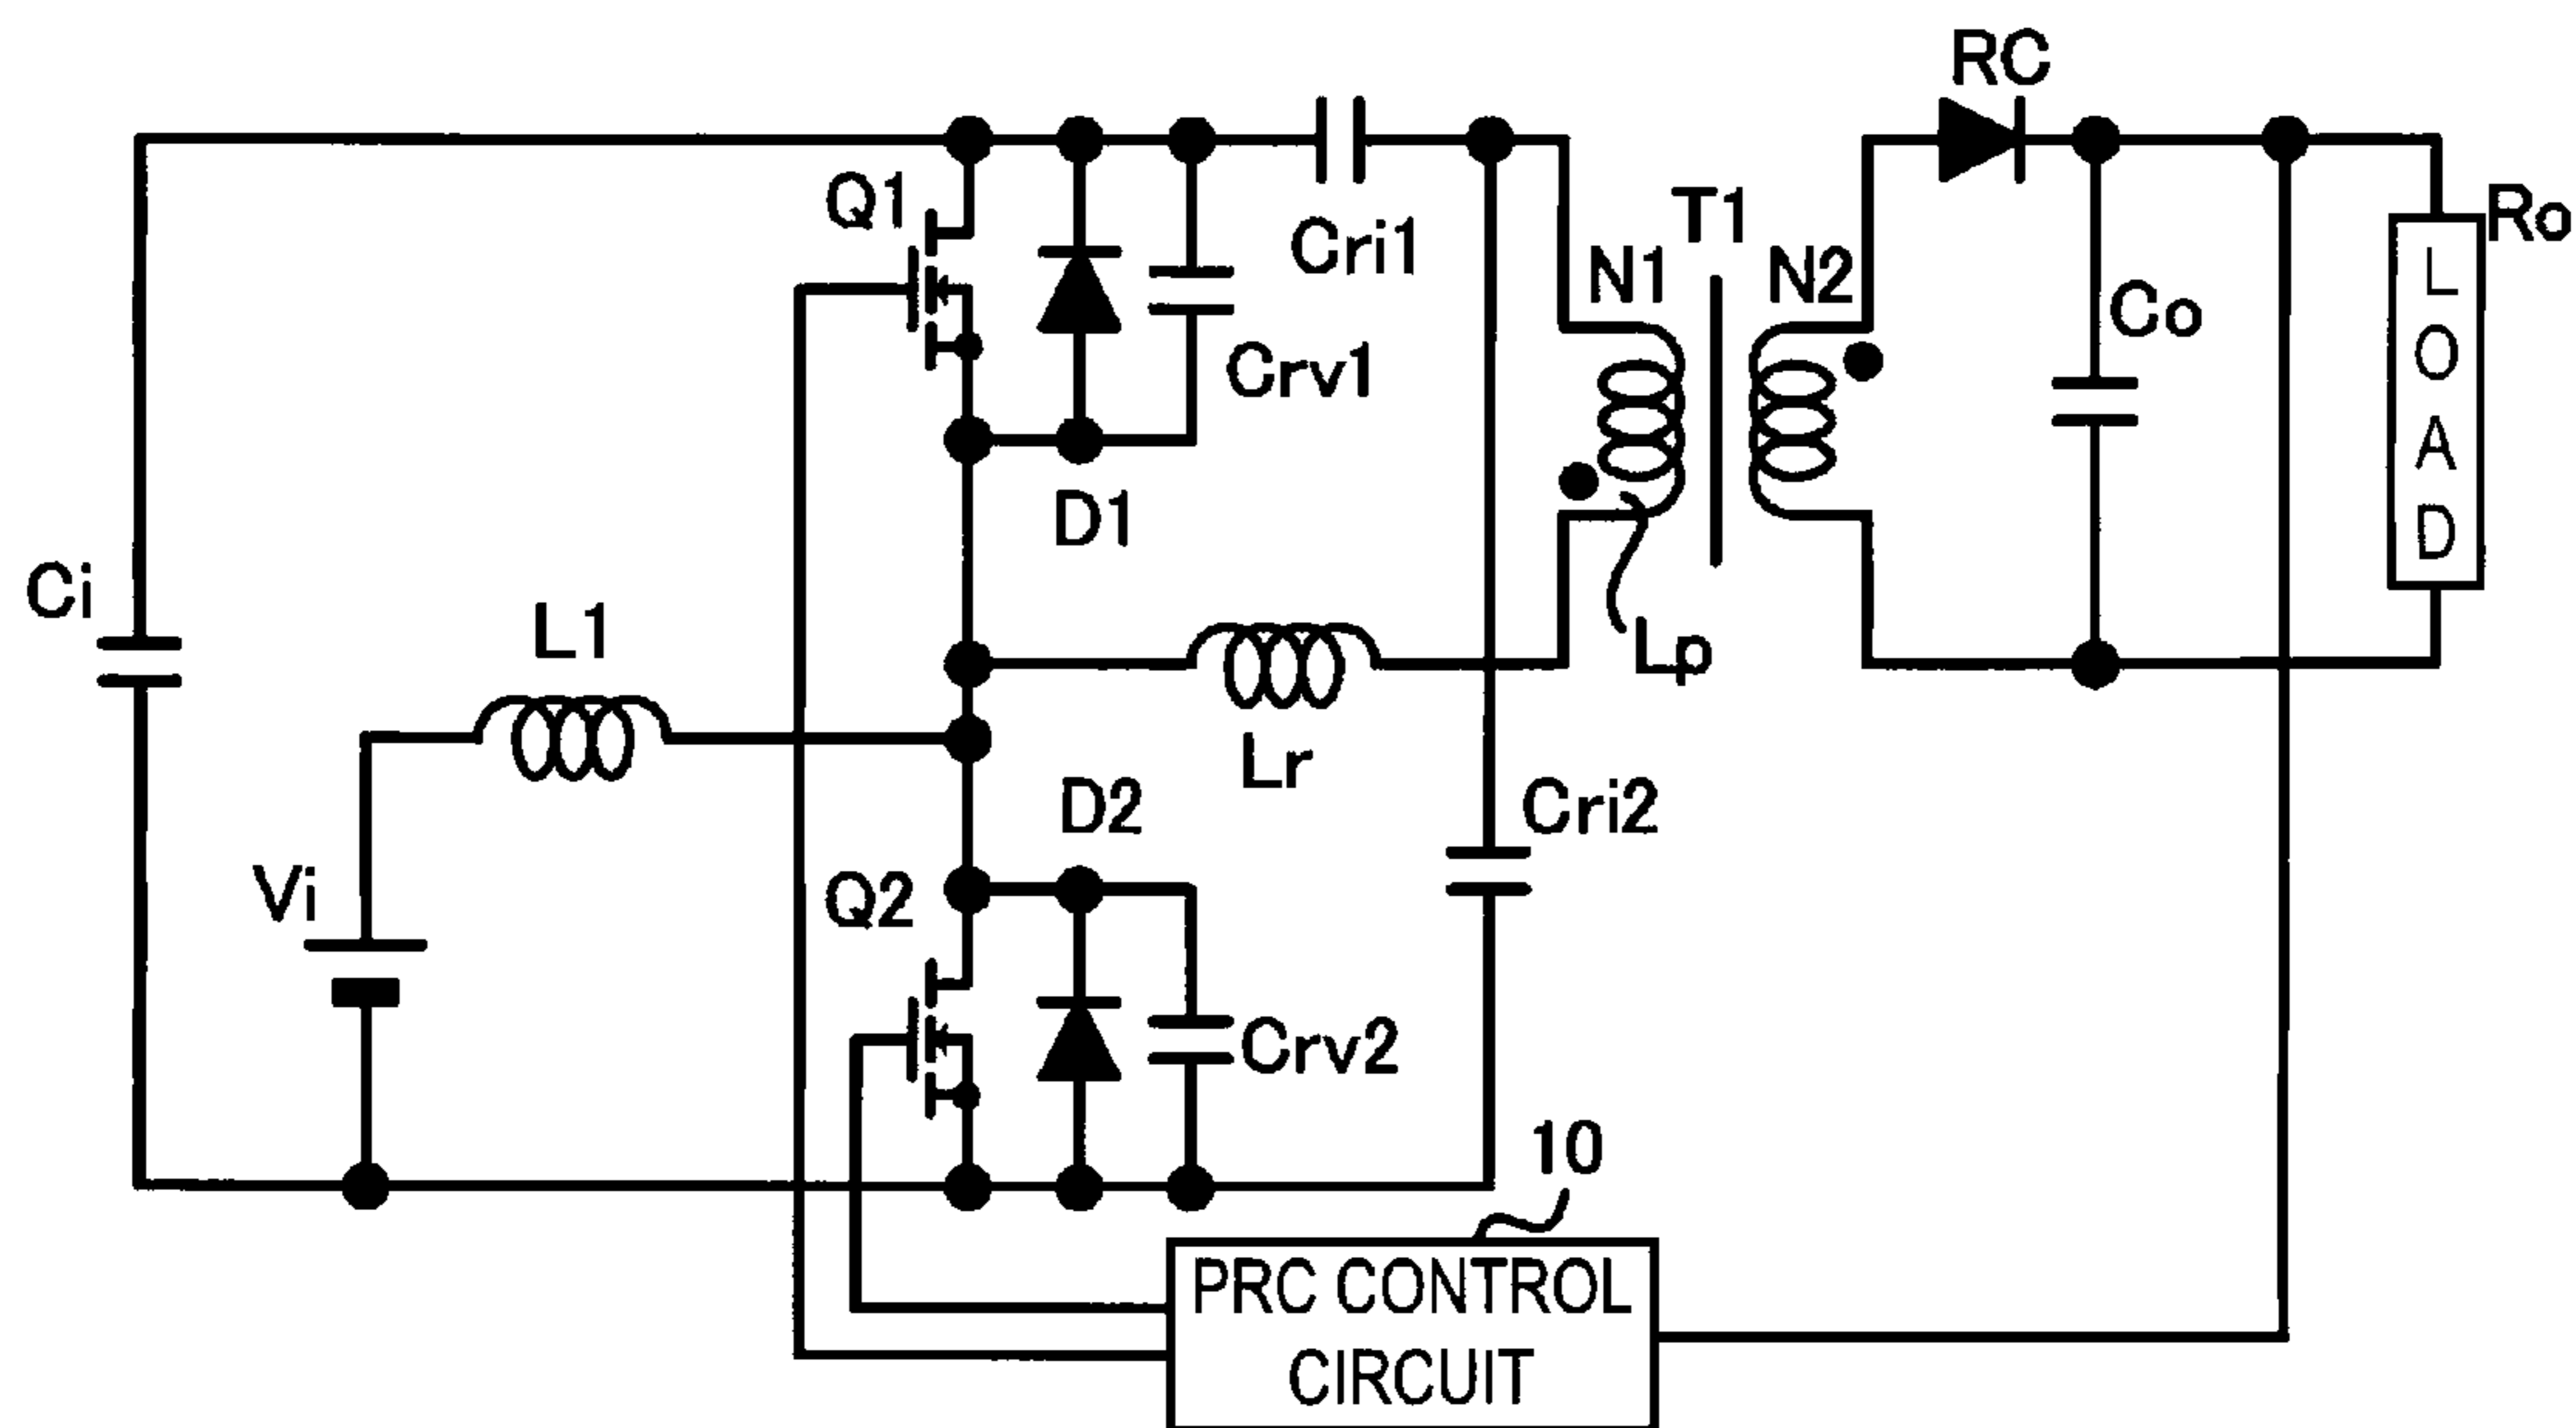 RC
Q1
Cri1
T1
N1
N2
Ro
LOAD
Co
Crv1
D1
Ci
L1
Lp
Lr
D2
Cri2
Vi
Q2
Crv2
10
PRC CONTROL
CIRCUIT